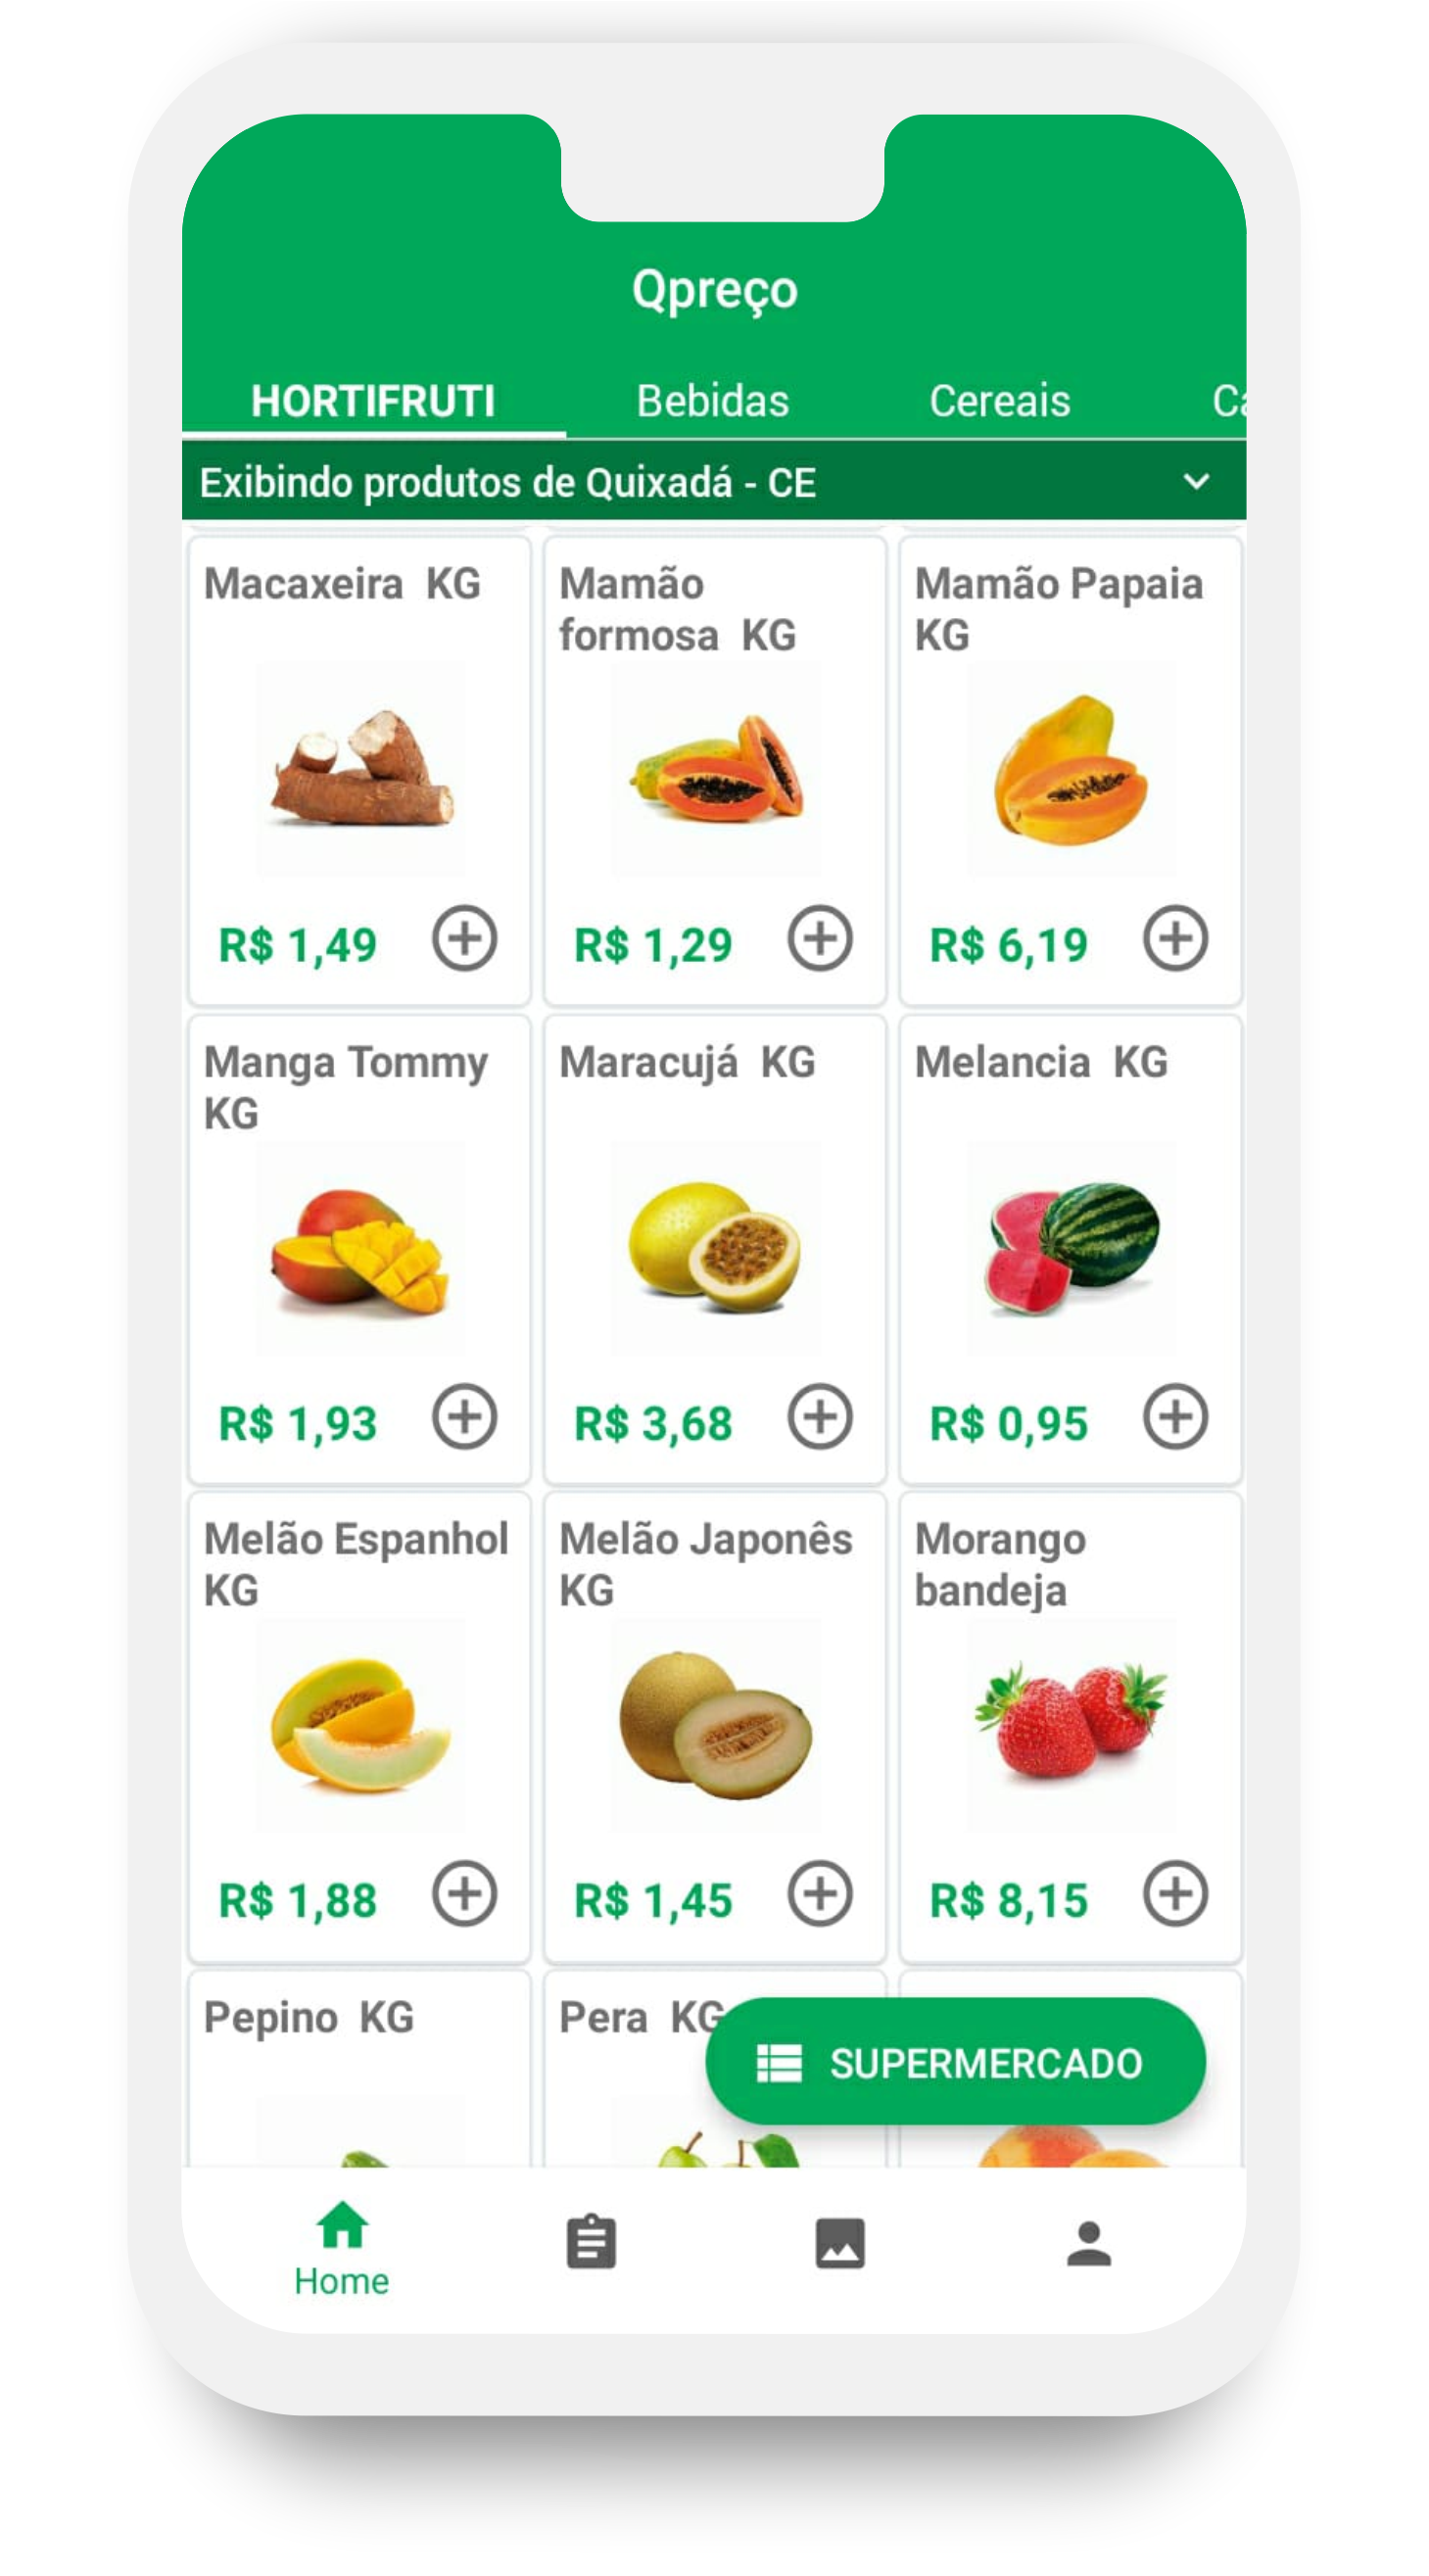 Qpreço
HORTIFRUTI Bebidas Cereais
Exibindo produtos de Quixadá - CE
Macaxeira KG
Mamão
formosa KG
Mamão Papaia
KG
R$ 1,49
R$ 1,29
R$ 6,19
Manga Tommy
KG
Maracujá KG
Melancia KG
R$ 1,93
R$ 3,68
R$ 0,95
Melão Espanhol
KG
Melão Japonês
KG
Morango
bandeja
R$ 1,88
R$ 1,45
R$ 8,15
Pepino KG
Pera KG
SUPERMERCADO
Home